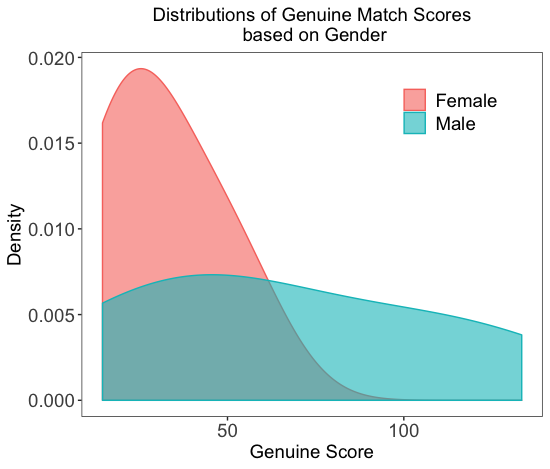 Distributions of Genuine Match Scores
based on Gender
0.020
0.015
0.010
0.005
0.000
Density
Female
Male
50
100
Genuine Score